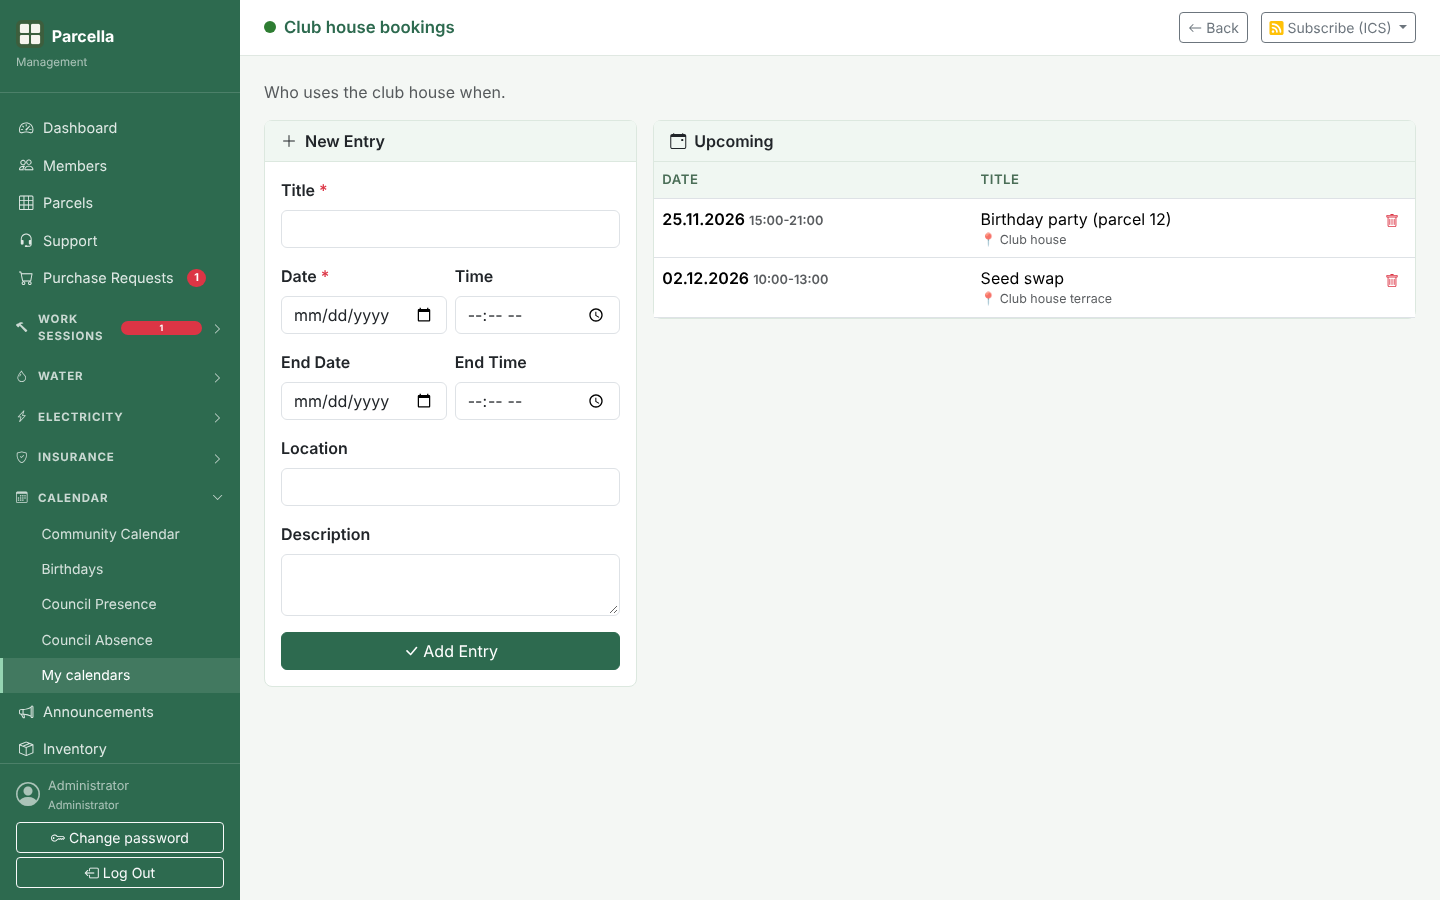 Parcella
Management
Dashboard
Members
Parcels
Support
Purchase Requests 1
WORK SESSIONS 1
WATER
ELECTRICITY
INSURANCE
CALENDAR
Community Calendar
Birthdays
Council Presence
Council Absence
My calendars
Announcements
Inventory
Administrator
Administrator
Change password
Log Out
Club house bookings
← Back
Subscribe (ICS)
Who uses the club house when.
+ New Entry
Title *
Date * Time
mm/dd/yyyy --:-- --
End Date End Time
mm/dd/yyyy --:-- --
Location
Description
Add Entry
Upcoming
DATE TITLE
25.11.2026 15:00-21:00 Birthday party (parcel 12)
Club house
02.12.2026 10:00-13:00 Seed swap
Club house terrace